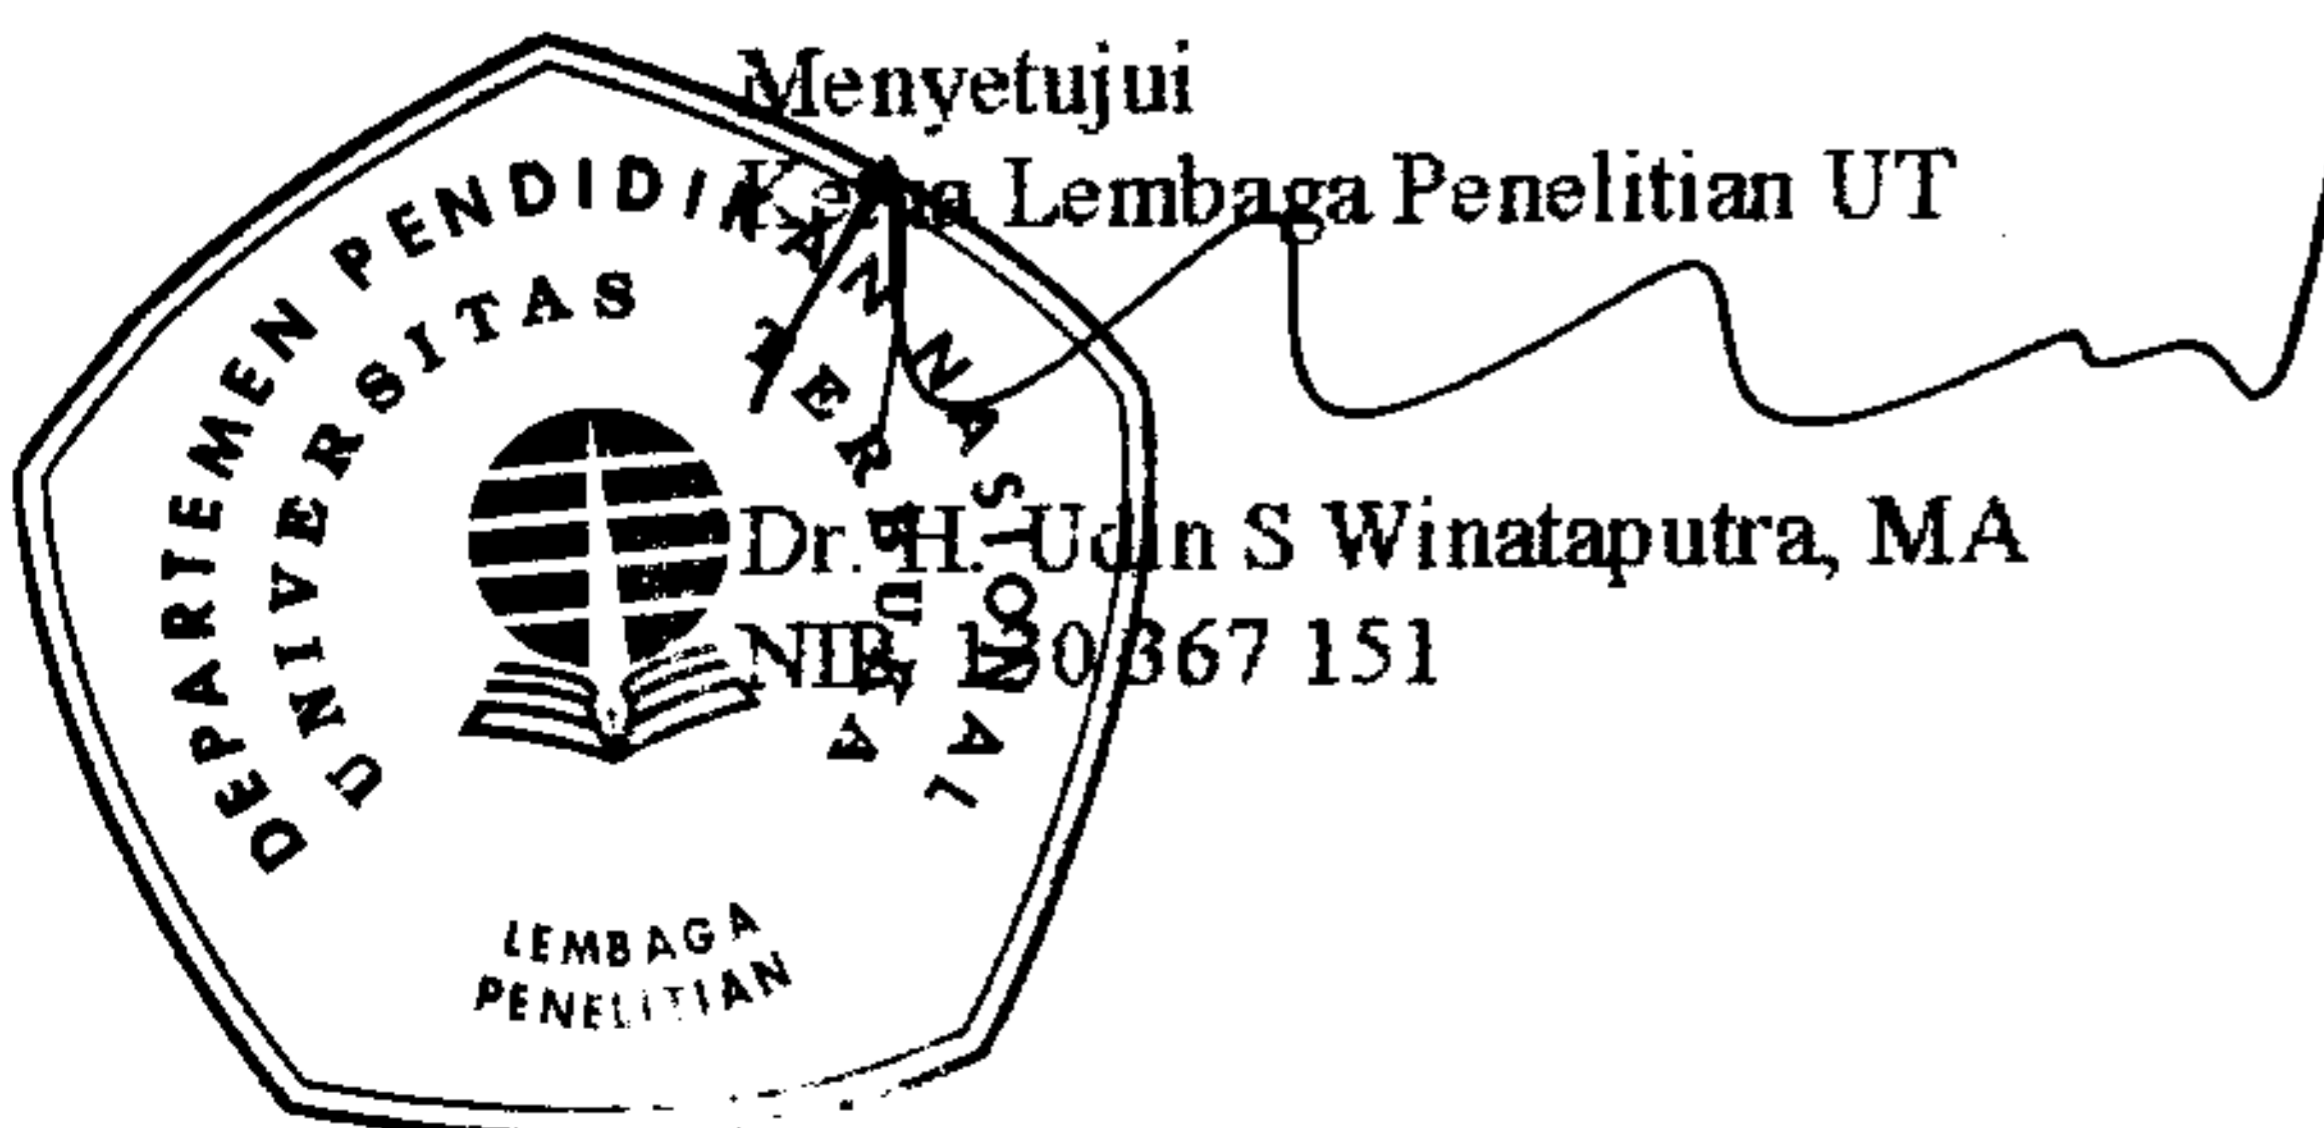 Menyetujui
Ketua Lembaga Penelitian UT
Dr. H. Udin S Winataputra, MA
NIP. 130 367 151
DEPARTEMEN PENDIDIKAN NASIONAL
UNIVERSITAS TERBUKA
LEMBAGA
PENELITIAN